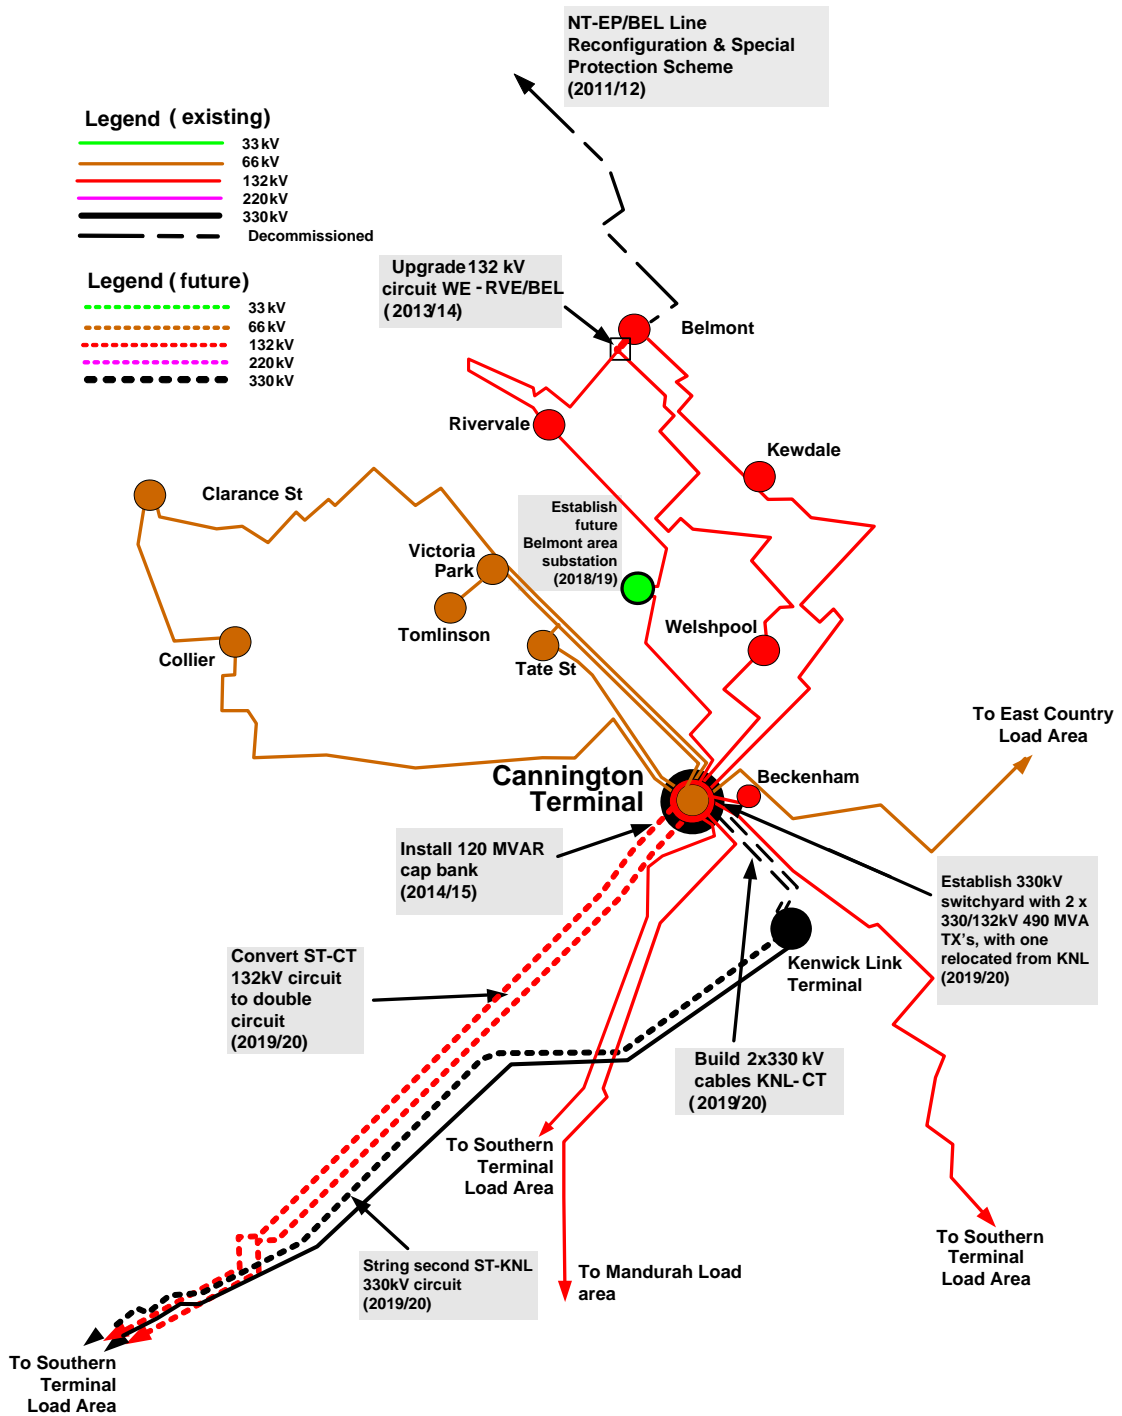 NT-EP/BEL Line
Reconfiguration & Special
Protection Scheme
(2011/12)
Legend ( existing)
33 kV
66 kV
132 kV
220 kV
330 kV
Decommissioned
Legend ( future)
33 kV
66 kV
132 kV
220 kV
330 kV
Upgrade 132 kV
circuit WE - RVE/BEL
(2013/14)
Belmont
Rivervale
Kewdale
Clarance St
Establish
future
Belmont area
substation
(2018/19)
Victoria
Park
Tomlinson
Tate St
Welshpool
Collier
To East Country
Load Area
Cannington
Terminal
Beckenham
Install 120 MVAR
cap bank
(2014/15)
Establish 330kV
switchyard with 2 x
330/132kV 490 MVA
TX's, with one
relocated from KNL
(2019/20)
Convert ST-CT
132kV circuit
to double
circuit
(2019/20)
Kenwick Link
Terminal
Build 2x330 kV
cables KNL-CT
(2019/20)
To Southern
Terminal
Load Area
To Southern
Terminal
Load Area
String second ST-KNL
330kV circuit
(2019/20)
To Mandurah Load
area
To Southern
Terminal
Load Area